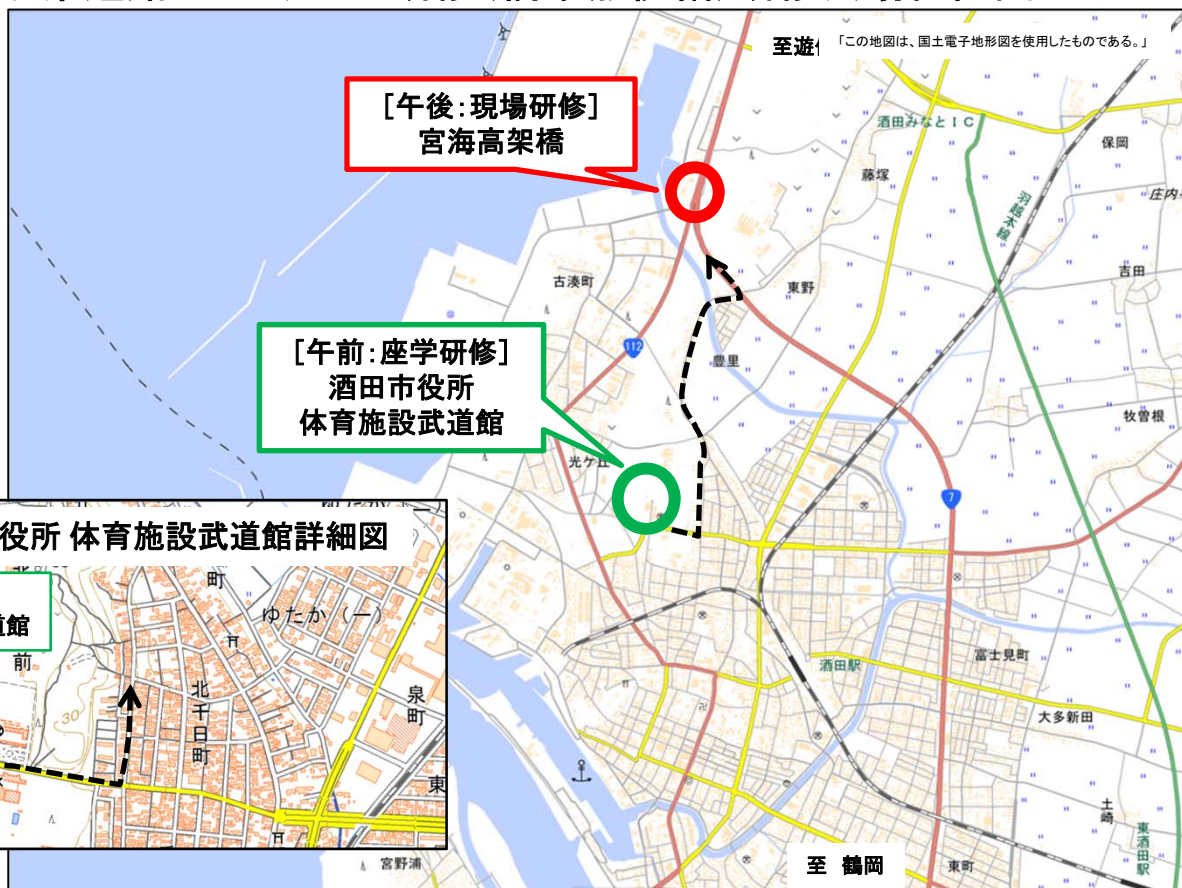 至遊
「この地図は、国土電子地形図を使用したものである。」
[午後:現場研修]
宮海高架橋
酒田みなとIC
保岡
藤塚
庄内
羽越本線
古湊町
東野
吉田
112
[午前:座学研修]
酒田市役所
体育施設武道館
豊里
牧曽根
光ケ丘
7
役所 体育施設武道館詳細図
町
ゆたか(一)
道館
前
北千日町
泉町
30
東
酒田駅
富士見町
大多新田
土崎
東酒田駅
宮野浦
至 鶴岡
東町